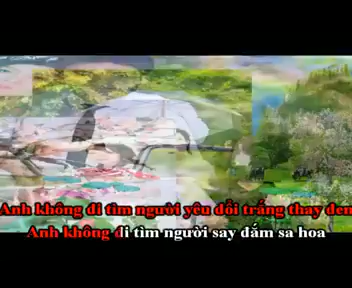 Anh không đi tìm người yêu đổi trắng thay đen
Anh không đi tìm người say đắm sa hoa